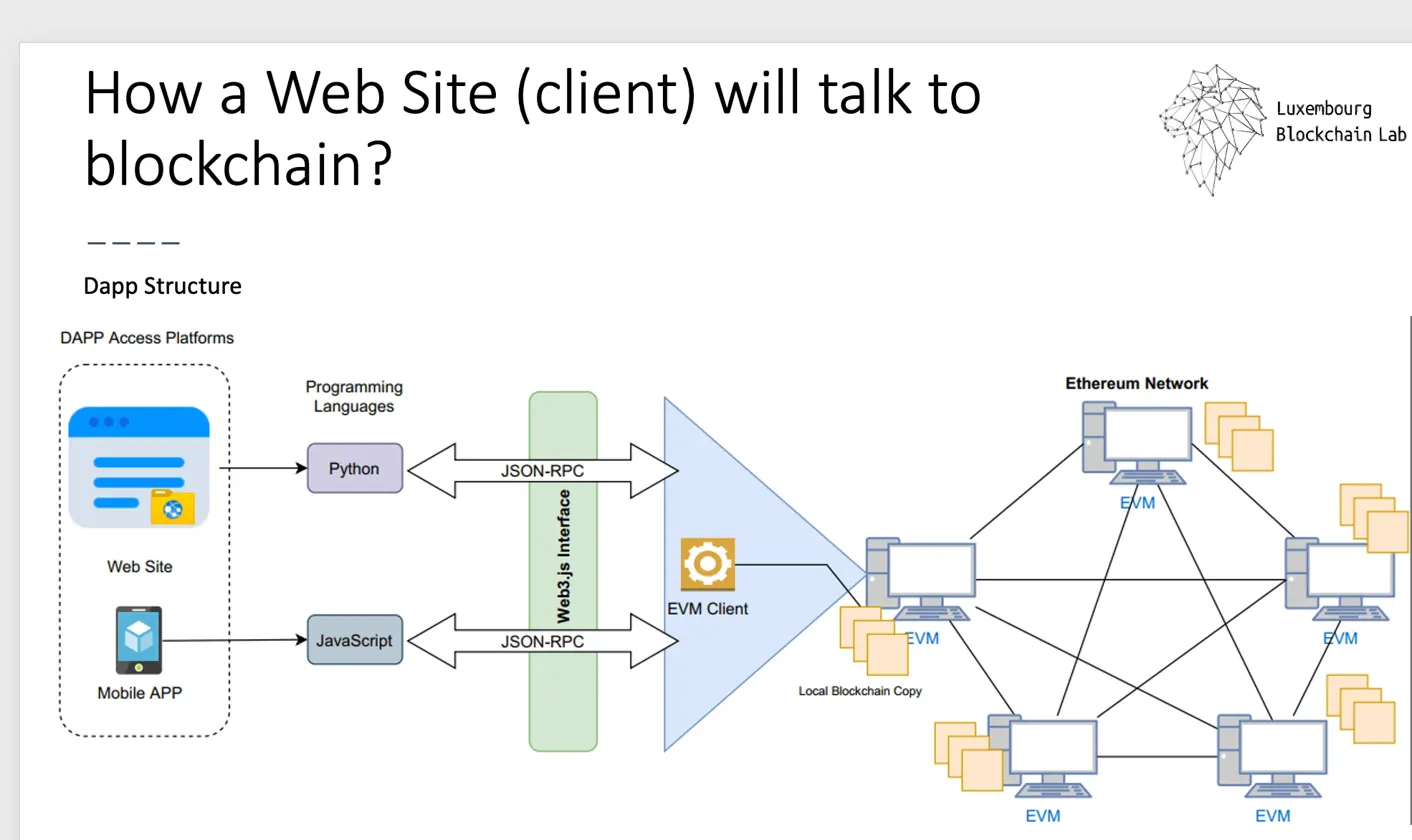 How a Web Site (client) will talk to
blockchain?
Luxembourg
Blockchain Lab
Dapp Structure
DAPP Access Platforms
Programming
Languages
Ethereum Network
Python
JSON-RPC
EVM
Web3.js Interface
Web Site
EVM Client
JavaScript
JSON-RPC
EVM
EVM
Mobile APP
Local Blockchain Copy
EVM
EVM